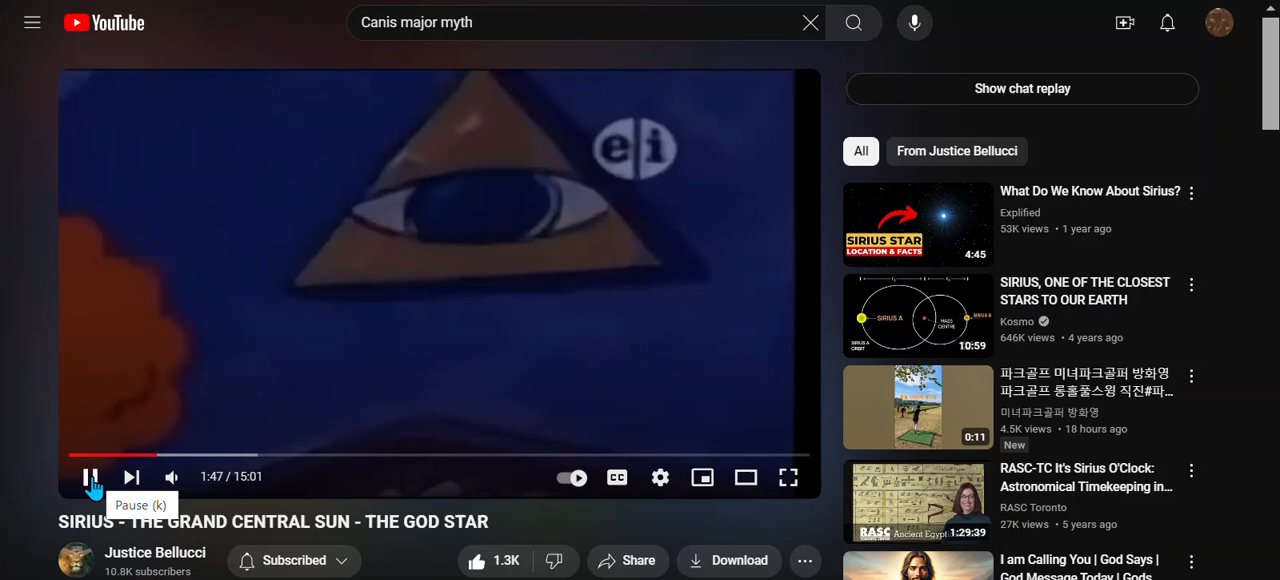 YouTube
Canis major myth
e|i
Show chat replay
All
From Justice Bellucci
What Do We Know About Sirius?
Explified
53K views • 1 year ago
SIRIUS STAR
LOCATION & FACTS
4:45
SIRIUS, ONE OF THE CLOSEST
STARS TO OUR EARTH
Kosmo
646K views • 4 years ago
SIRIUS A
MASS
CENTRE
SIRIUS B
SIRIUS A
ORBIT
10:59
파크골프 미녀파크골퍼 방화영
파크골프 롱홀풀스윙 직진#파...
미녀파크골퍼 방화영
4.5K views • 18 hours ago
New
0:11
RASC-TC It's Sirius O'Clock:
Astronomical Timekeeping in...
RASC Toronto
27K views • 5 years ago
RASC
Ancient Egypt
1:29:39
I am Calling You | God Says |
God Message Today | Gods
1:47 / 15:01
CC
Pause (k)
SIRIUS - THE GRAND CENTRAL SUN - THE GOD STAR
Justice Bellucci
10.8K subscribers
Subscribed
1.3K
Share
Download